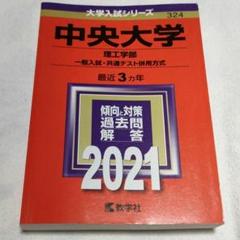 大学入試シリーズ
324
中央大学
理工学部
一般入試・共通テスト併用方式
最近3カ年
傾向と対策
過去問
解答
2021
教学社